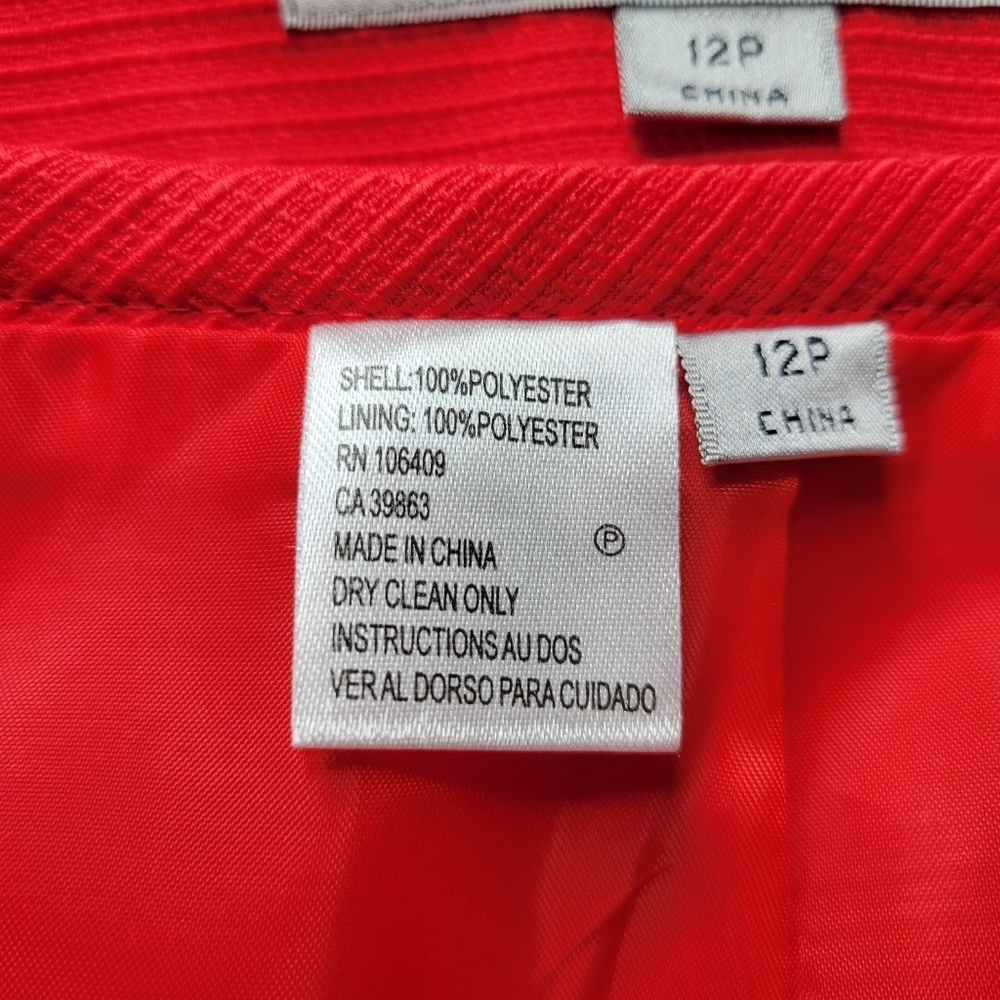 12P
CHINA
12P
CHINA
SHELL:100%POLYESTER
LINING: 100%POLYESTER
RN 106409
CA 39863
MADE IN CHINA
Ⓟ
DRY CLEAN ONLY
INSTRUCTIONS AU DOS
VER AL DORSO PARA CUIDADO